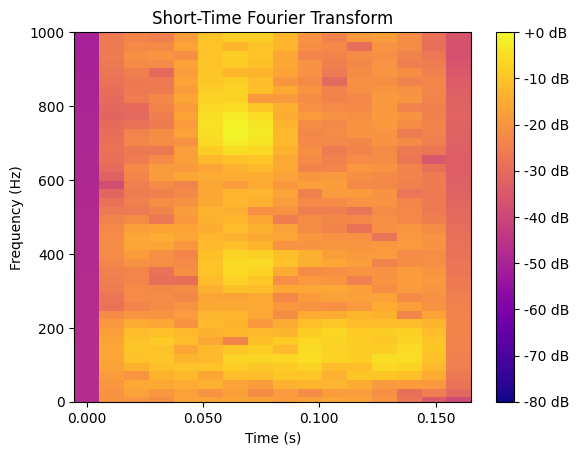 Short-Time Fourier Transform
1000
800
600
400
200
0
Frequency (Hz)
0.000
0.050
0.100
0.150
Time (s)
+0 dB
-10 dB
-20 dB
-30 dB
-40 dB
-50 dB
-60 dB
-70 dB
-80 dB